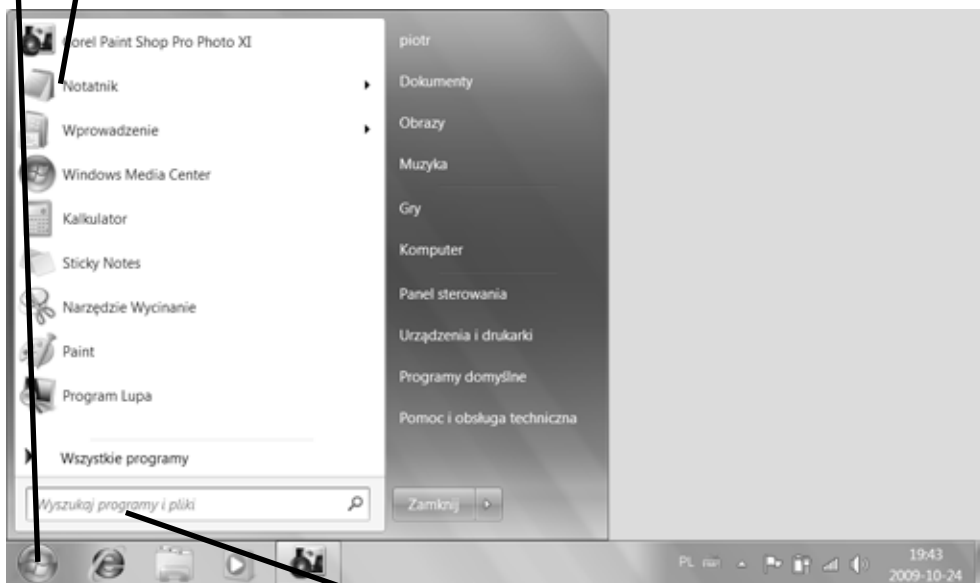 Corel Paint Shop Pro Photo XI
Notatnik
Wprowadzenie
Windows Media Center
Kalkulator
Sticky Notes
Narzędzie Wycinanie
Paint
Program Lupa
Wszystkie programy
Wyszukaj programy i pliki
piotr
Dokumenty
Obrazy
Muzyka
Gry
Komputer
Panel sterowania
Urządzenia i drukarki
Programy domyślne
Pomoc i obsługa techniczna
Zamknij
PL
19:43
2009-10-24